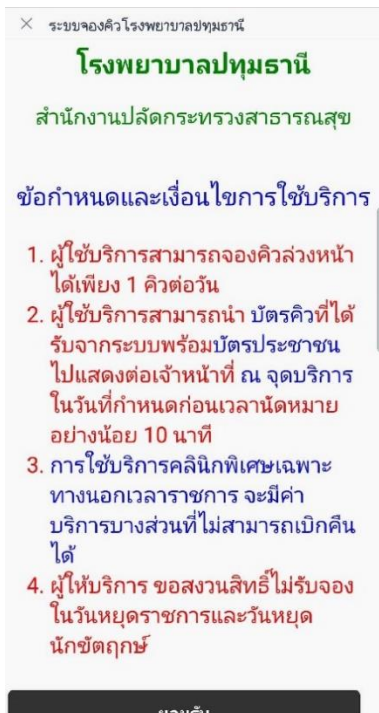 × ระบบจองคิวโรงพยาบาลปทุมธานี
โรงพยาบาลปทุมธานี
สำนักงานปลัดกระทรวงสาธารณสุข
ข้อกำหนดและเงื่อนไขการใช้บริการ
1. ผู้ใช้บริการสามารถจองคิวล่วงหน้า
ได้เพียง 1 คิวต่อวัน
2. ผู้ใช้บริการสามารถนำ บัตรคิวที่ได้
รับจากระบบพร้อมบัตรประชาชน
ไปแสดงต่อเจ้าหน้าที่ ณ จุดบริการ
ในวันที่กำหนดก่อนเวลานัดหมาย
อย่างน้อย 10 นาที
3. การใช้บริการคลินิกพิเศษเฉพาะ
ทางนอกเวลาราชการ จะมีค่า
บริการบางส่วนที่ไม่สามารถเบิกคืน
ได้
4. ผู้ให้บริการ ขอสงวนสิทธิ์ไม่รับจอง
ในวันหยุดราชการและวันหยุด
นักขัตฤกษ์
ยอมรับ